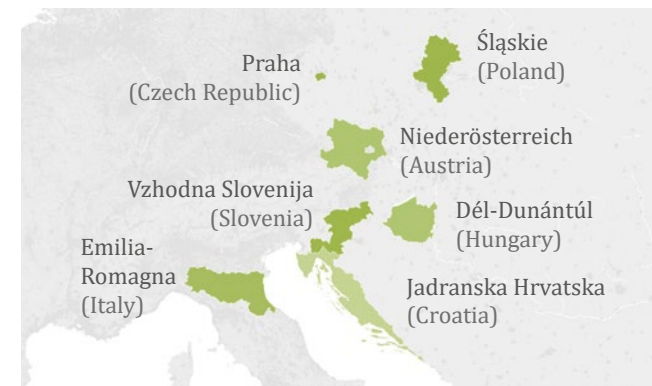 Śląskie
(Poland)
Praha
(Czech Republic)
Niederösterreich
(Austria)
Vzhodna Slovenija
(Slovenia)
Dél-Dunántúl
(Hungary)
Emilia-
Romagna
(Italy)
Jadranska Hrvatska
(Croatia)